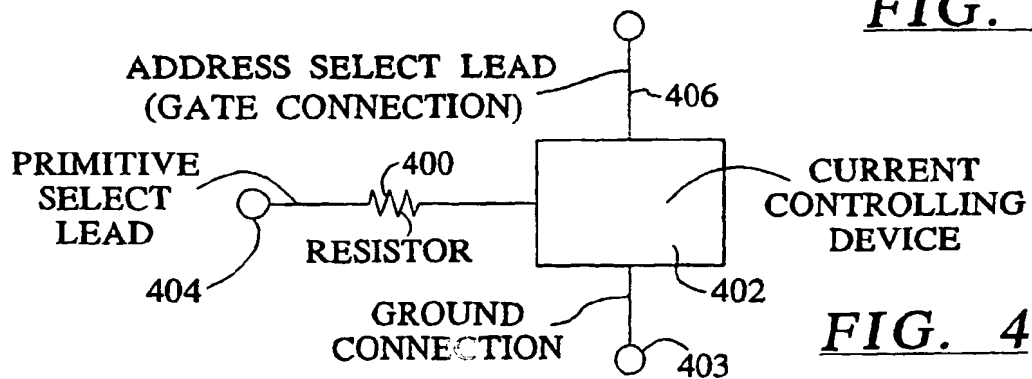 FIG.
ADDRESS SELECT LEAD
(GATE CONNECTION)
406
PRIMITIVE
SELECT
LEAD
400
RESISTOR
404
CURRENT
CONTROLLING
DEVICE
402
GROUND
CONNECTION
403
FIG. 4